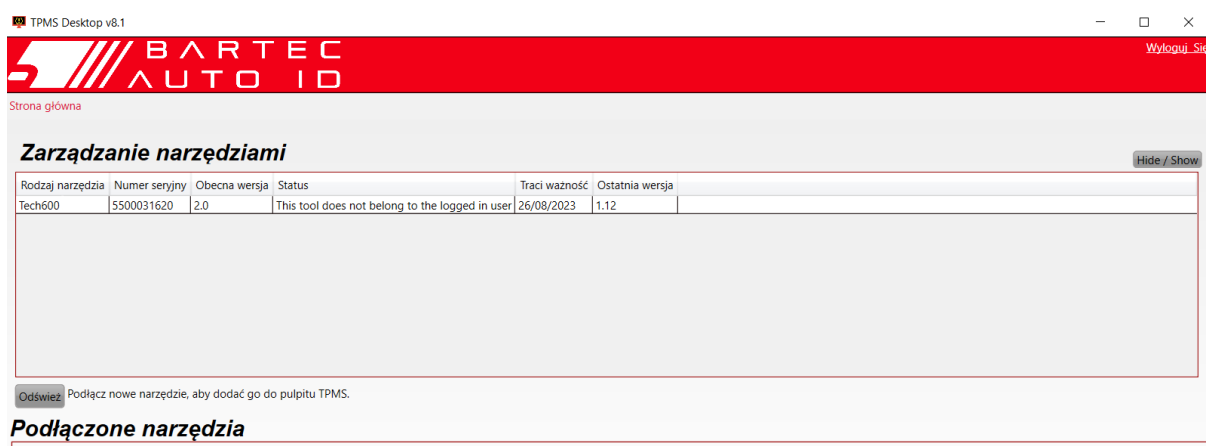 TPMS Desktop v8.1
BARTEC
AUTO ID
Wyloguj Się
Strona główna
Zarządzanie narzędziami
Hide / Show
Rodzaj narzędzia Numer seryjny Obecna wersja Status Traci ważność Ostatnia wersja
Tech600 5500031620 2.0 This tool does not belong to the logged in user 26/08/2023 1.12
Odśwież Podłącz nowe narzędzie, aby dodać go do pulpitu TPMS.
Podłączone narzędzia